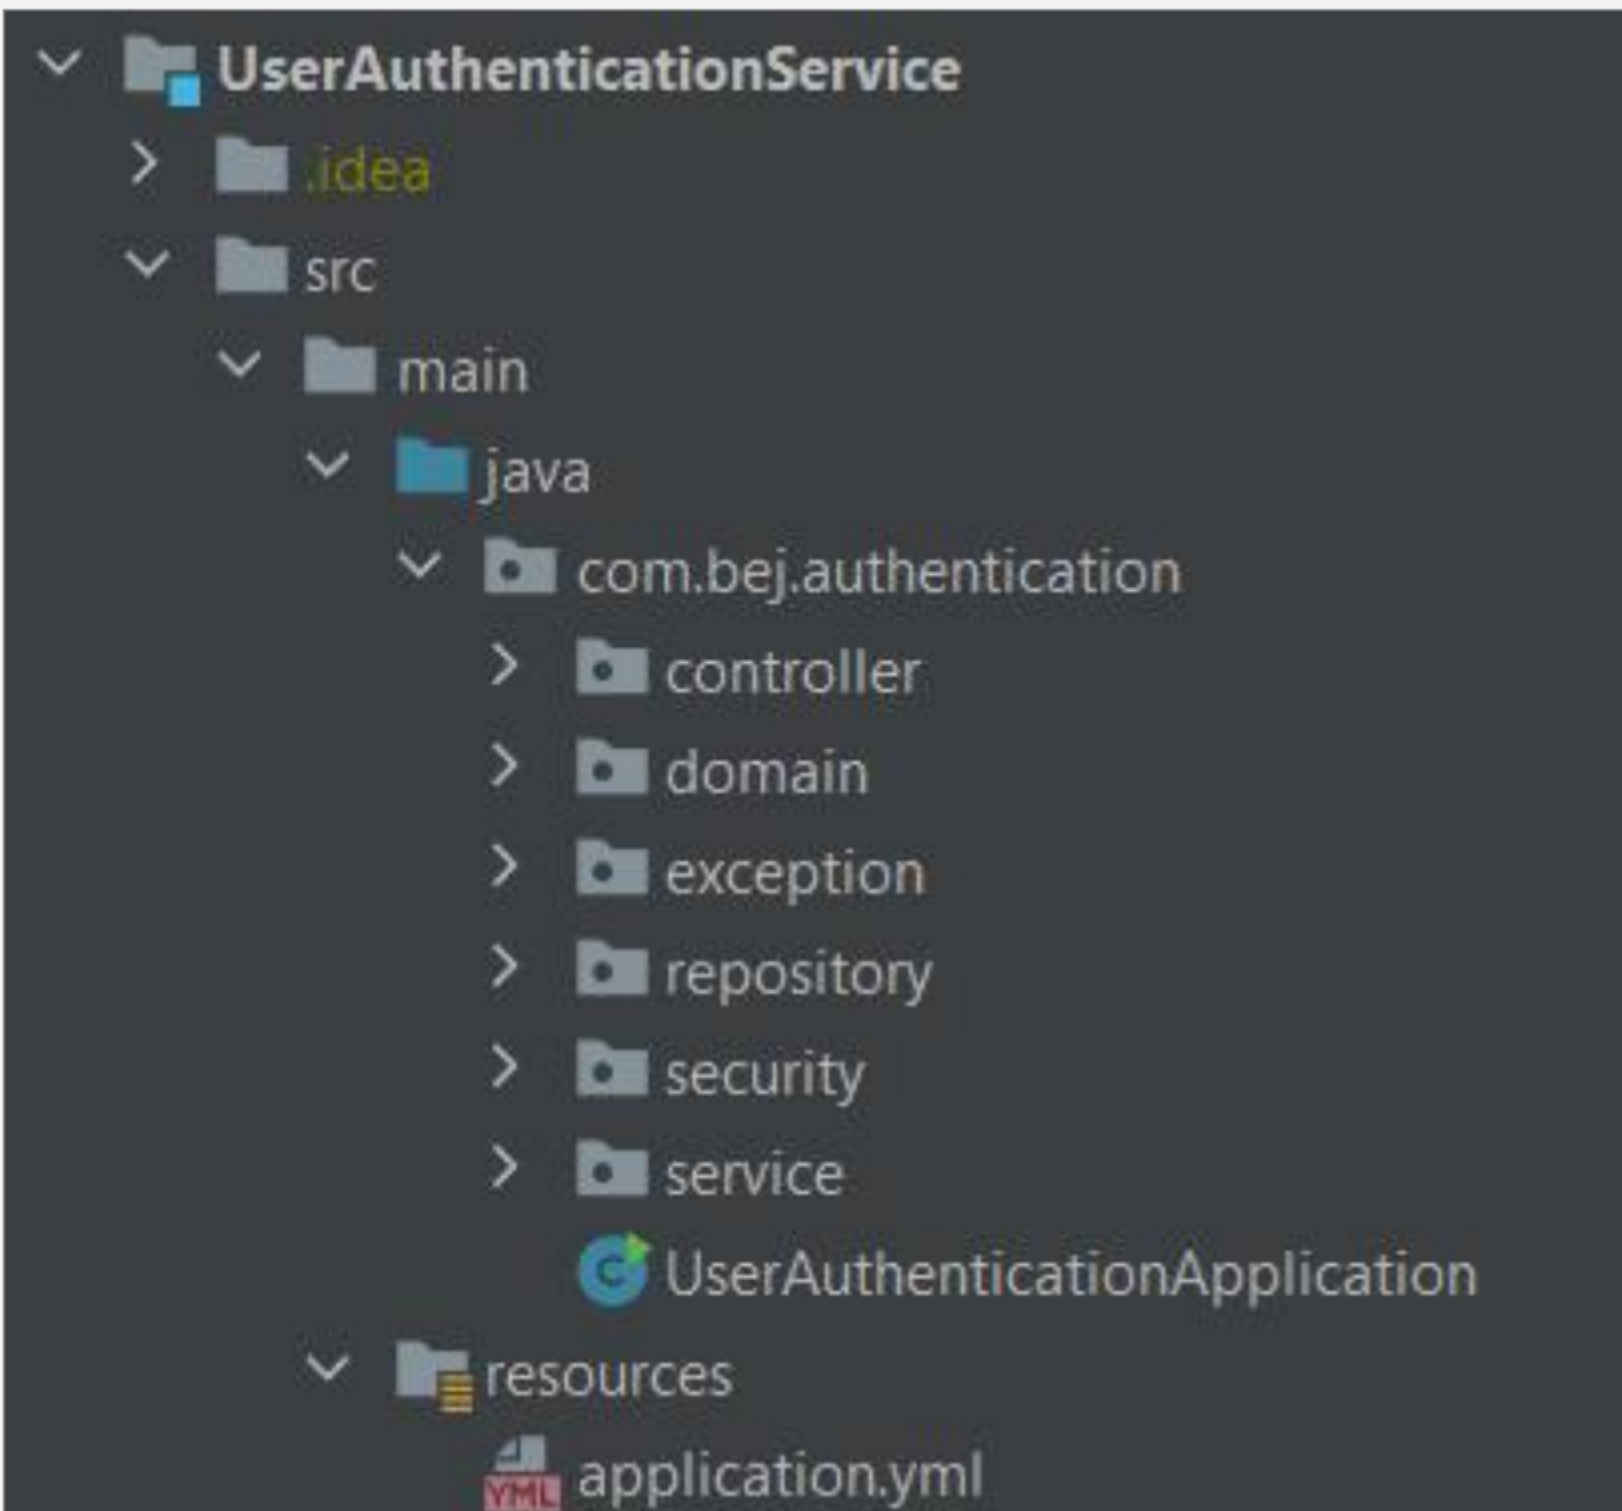 UserAuthenticationService
.idea
src
main
java
com.bej.authentication
controller
domain
exception
repository
security
service
C UserAuthenticationApplication
resources
YML application.yml